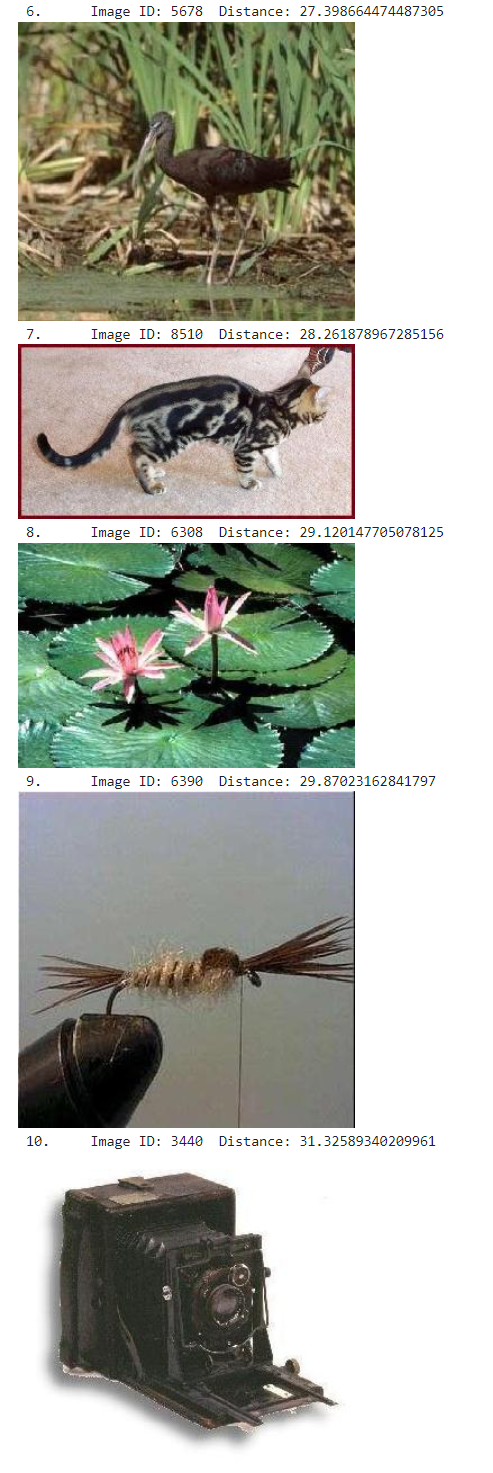 6. Image ID: 5678 Distance: 27.398664474487305
7. Image ID: 8510 Distance: 28.261878967285156
8. Image ID: 6308 Distance: 29.120147705078125
9. Image ID: 6390 Distance: 29.87023162841797
10. Image ID: 3440 Distance: 31.32589340209961